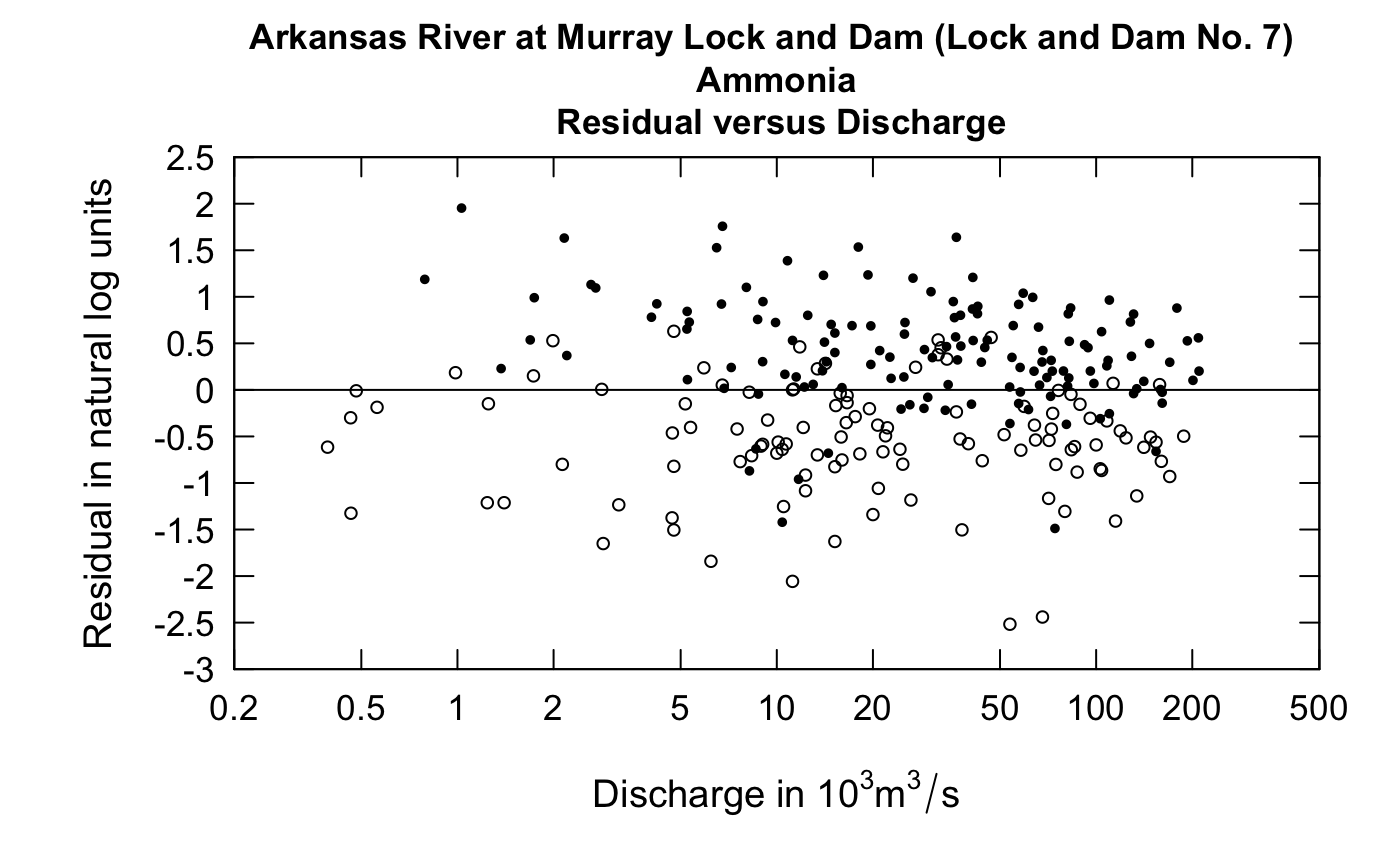 Arkansas River at Murray Lock and Dam (Lock and Dam No. 7)
Ammonia
Residual versus Discharge
Residual in natural log units
2.5
2
1.5
1
0.5
0
-0.5
-1
-1.5
-2
-2.5
-3
0.2 0.5 1 2 5 10 20 50 100 200 500
Discharge in 10³m³/s